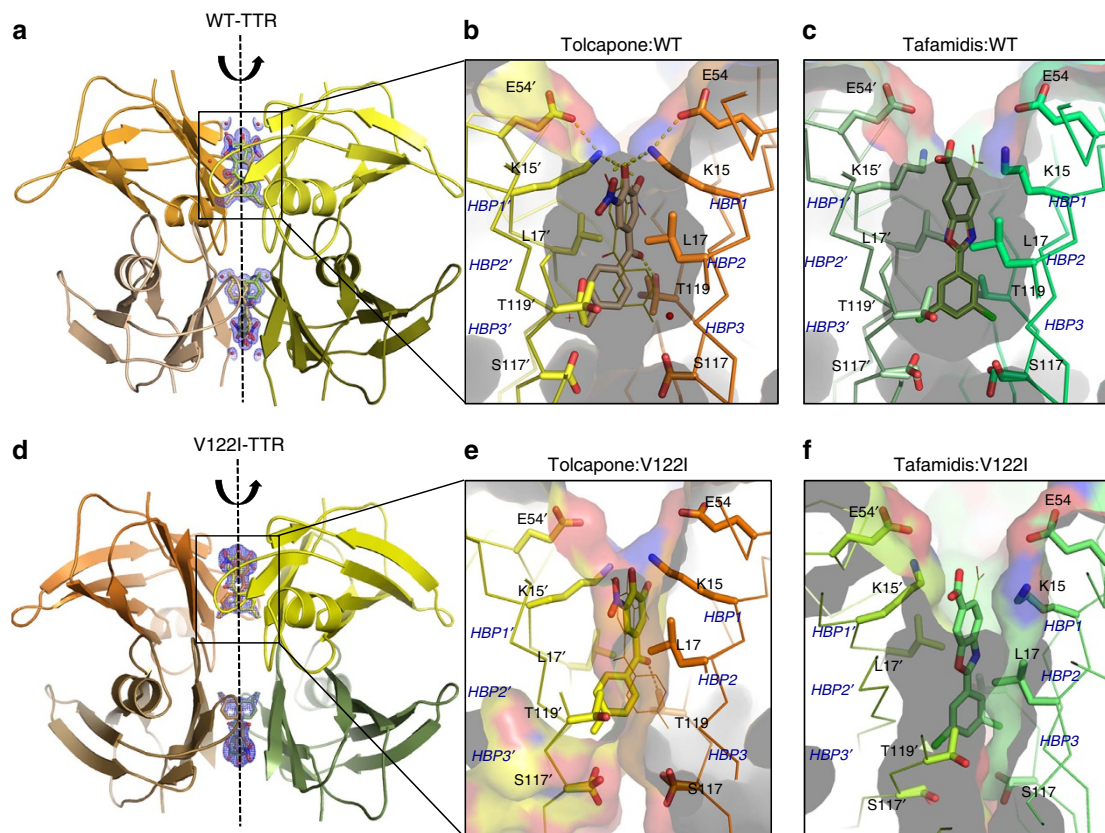 a
WT-TTR
b
Tolcapone:WT
E54′
E54
K15′
K15
HBP1′
HBP1
L17′
L17
HBP2′
HBP2
T119
T119′
HBP3′
HBP3
S117′
S117
c
Tafamidis:WT
E54′
E54
K15′
K15
HBP1′
HBP1
L17′
L17
HBP2′
HBP2
T119′
T119
HBP3′
HBP3
S117′
S117
d
V122I-TTR
e
Tolcapone:V122I
E54′
E54
K15′
K15
HBP1′
HBP1
L17′
L17
HBP2′
HBP2
T119′
T119
HBP3′
HBP3
S117′
S117
f
Tafamidis:V122I
E54′
E54
K15′
K15
HBP1′
HBP1
L17′
L17
HBP2′
HBP2
T119′
HBP3′
HBP3
S117′
S117